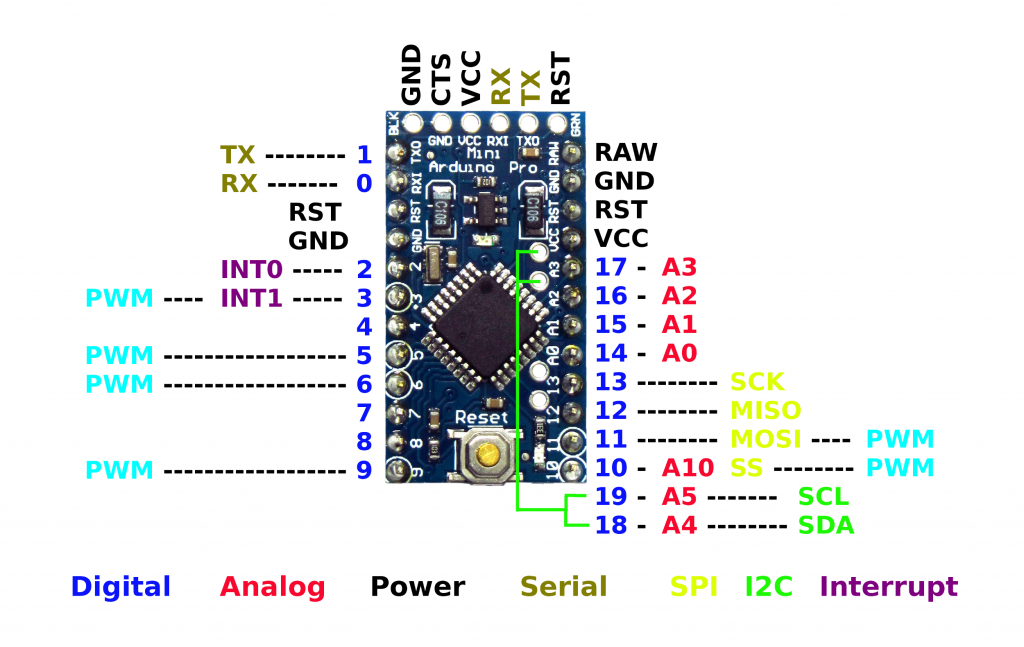 GND CTS VCC RX TX RST
BLK GRN
GND VCC RXI TXO
TX -------- 1 TXO Mini RAW RAW
Arduino Pro
RX ------- 0 RXI GND GND
RST RST C106 C106 RST RST
GND GND VCC VCC
INT0 ----- 2 2 A3 17 - A3
PWM ---- INT1 ----- 3 3 A2 16 - A2
4 4 A1 15 - A1
PWM ------------------ 5 5 A0 14 - A0
PWM ------------------ 6 6 13 13 -------- SCK
7 7 12 12 -------- MISO
Reset
8 8 11 11 -------- MOSI ---- PWM
PWM ------------------ 9 9 10 10 - A10 SS -------- PWM
19 - A5 ------- SCL
18 - A4 -------- SDA
Digital Analog Power Serial SPI I2C Interrupt